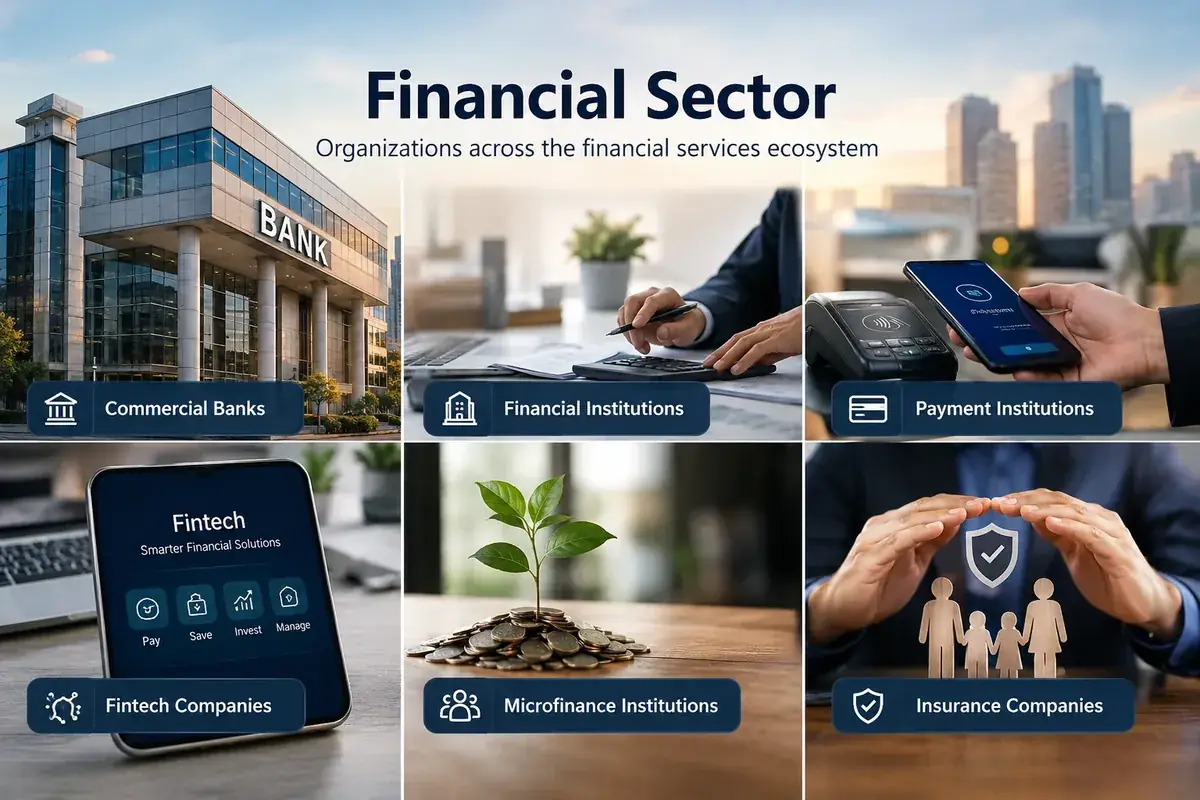 Financial Sector
Organizations across the financial services ecosystem
BANK
Commercial Banks
Financial Institutions
Payment Institutions
Fintech
Smarter Financial Solutions
Pay
Save
Invest
Manage
Fintech Companies
Microfinance Institutions
Insurance Companies